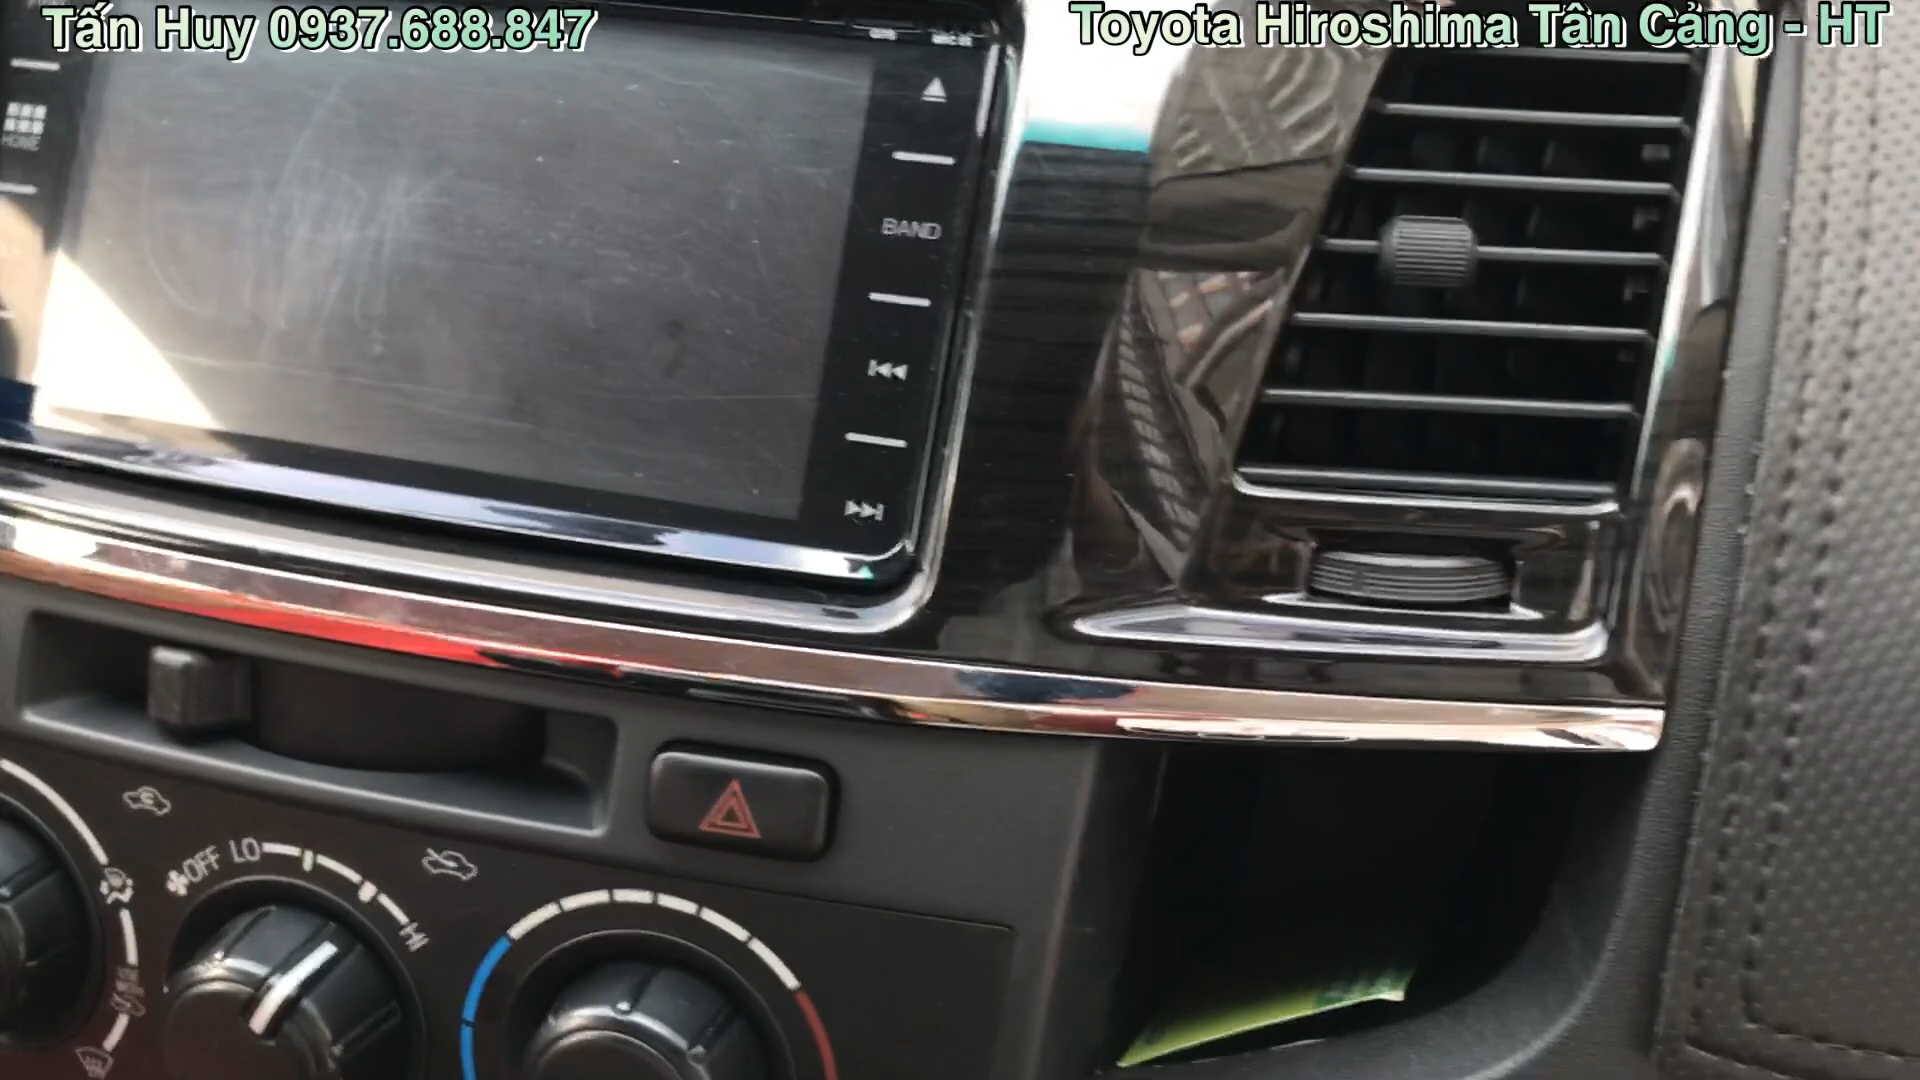 Tấn Huy 0937.688.847
Toyota Hiroshima Tân Cảng - HT
HOME
BAND
OFF LO
HI